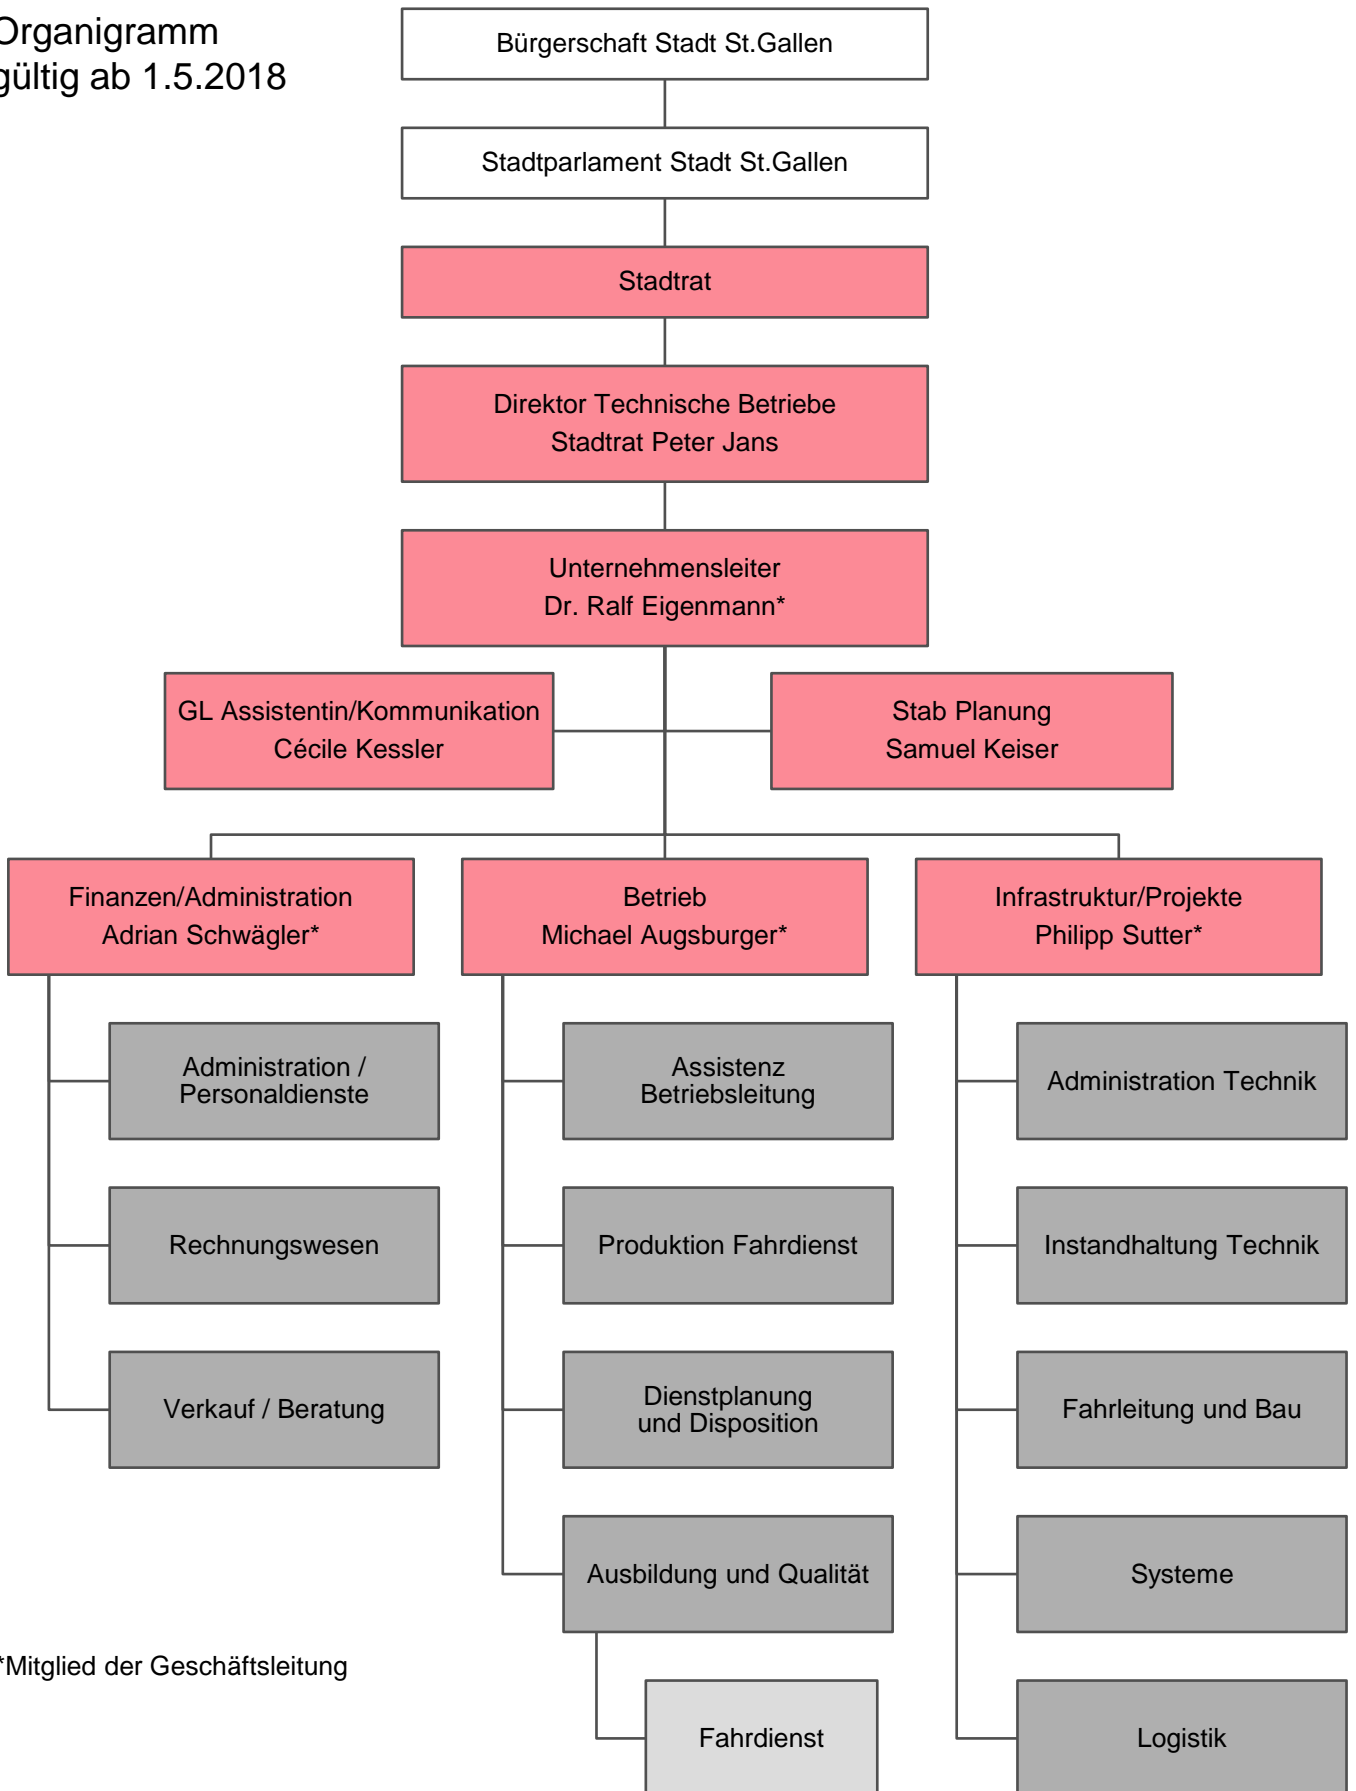 Organigramm
gültig ab 1.5.2018
Bürgerschaft Stadt St.Gallen
Stadtparlament Stadt St.Gallen
Stadtrat
Direktor Technische Betriebe
Stadtrat Peter Jans
Unternehmensleiter
Dr. Ralf Eigenmann*
GL Assistentin/Kommunikation
Cécile Kessler
Stab Planung
Samuel Keiser
Finanzen/Administration
Adrian Schwägler*
Betrieb
Michael Augsburger*
Infrastruktur/Projekte
Philipp Sutter*
Administration /
Personaldienste
Assistenz
Betriebsleitung
Administration Technik
Rechnungswesen
Produktion Fahrdienst
Instandhaltung Technik
Verkauf / Beratung
Dienstplanung
und Disposition
Fahrleitung und Bau
Ausbildung und Qualität
Systeme
*Mitglied der Geschäftsleitung
Fahrdienst
Logistik